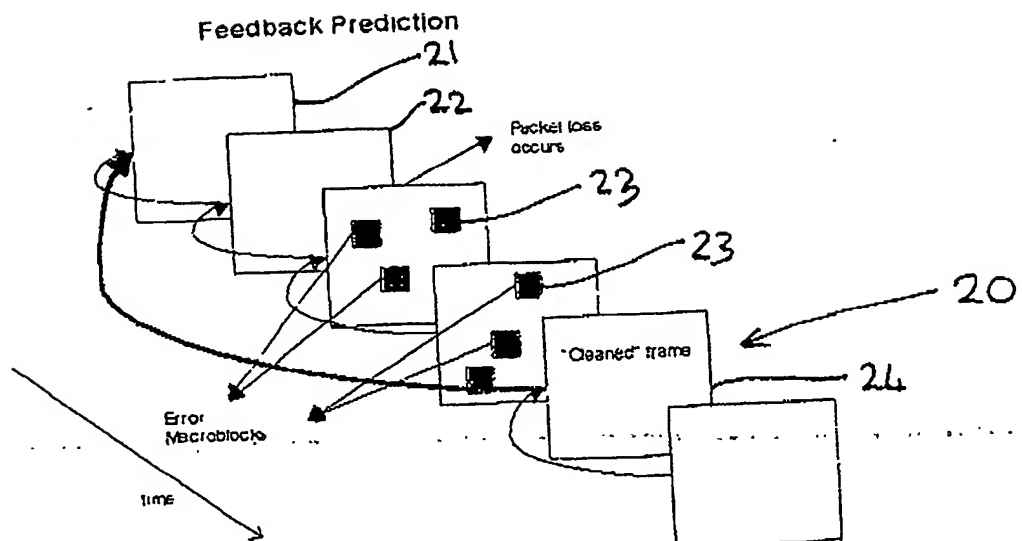 Feedback Prediction
21
22
Packet loss
occurs
23
23
20
"Cleaned" frame
24
Error
Macroblocks
time